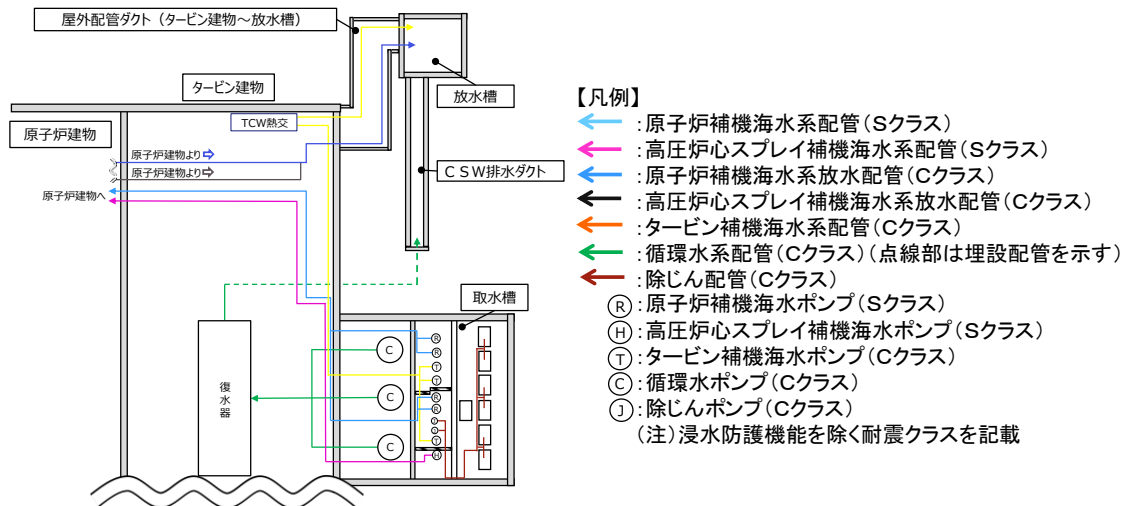 屋外配管ダクト（タービン建物～放水槽）
タービン建物
放水槽
TCW熱交
原子炉建物
原子炉建物より⇨
原子炉建物より⇨
原子炉建物へ
ＣＳＷ排水ダクト
取水槽
復水器
C
C
C
R
R
T
T
R
R
J
J
T
H
【凡例】
：原子炉補機海水系配管（Sクラス）
：高圧炉心スプレイ補機海水系配管（Sクラス）
：原子炉補機海水系放水配管（Cクラス）
：高圧炉心スプレイ補機海水系放水配管（Cクラス）
：タービン補機海水系配管（Cクラス）
：循環水系配管（Cクラス）（点線部は埋設配管を示す）
：除じん配管（Cクラス）
Ⓡ：原子炉補機海水ポンプ（Sクラス）
Ⓗ：高圧炉心スプレイ補機海水ポンプ（Sクラス）
Ⓣ：タービン補機海水ポンプ（Cクラス）
Ⓒ：循環水ポンプ（Cクラス）
Ⓙ：除じんポンプ（Cクラス）
（注）浸水防護機能を除く耐震クラスを記載